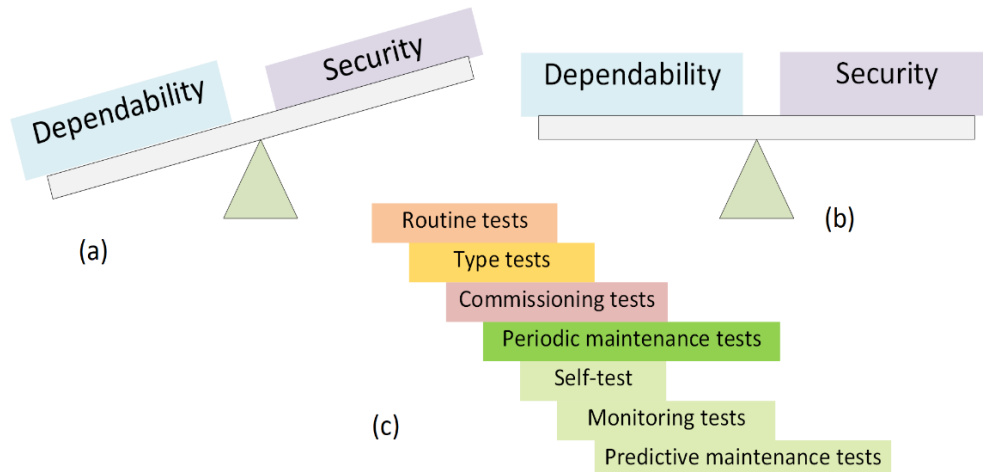 Dependability
Security
(a)
Dependability
Security
(b)
Routine tests
Type tests
Commissioning tests
Periodic maintenance tests
Self-test
Monitoring tests
Predictive maintenance tests
(c)